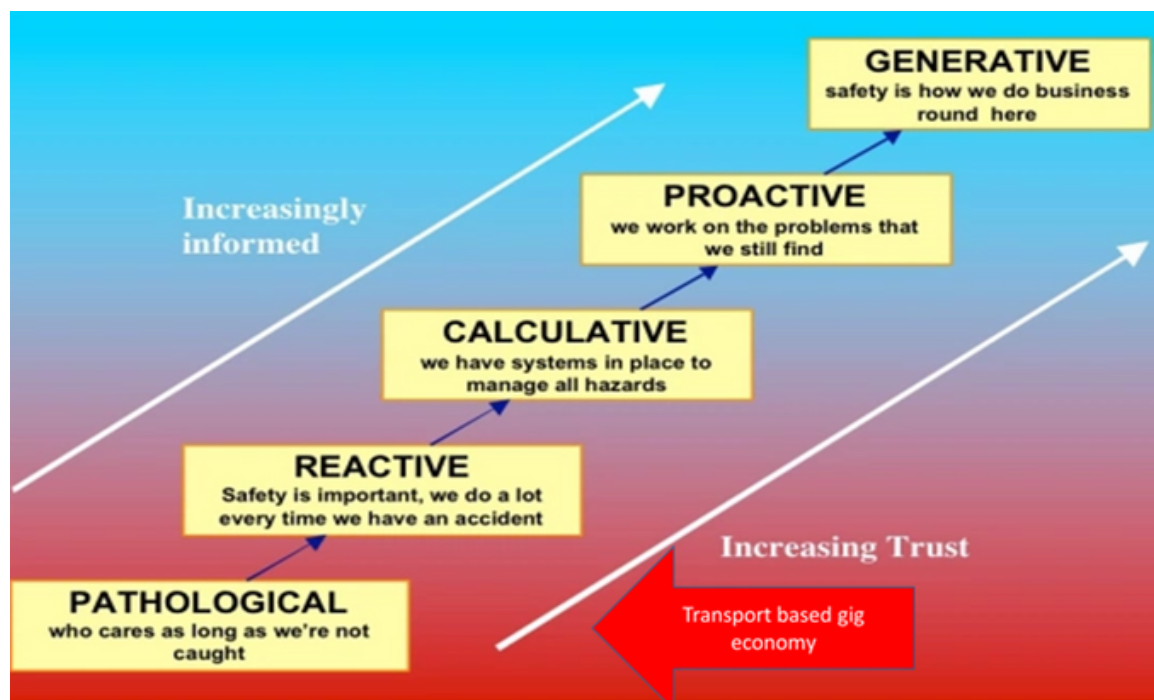 GENERATIVE
safety is how we do business
round here
PROACTIVE
we work on the problems that
we still find
Increasingly
informed
CALCULATIVE
we have systems in place to
manage all hazards
REACTIVE
Safety is important, we do a lot
every time we have an accident
Increasing Trust
PATHOLOGICAL
who cares as long as we're not
caught
Transport based gig
economy